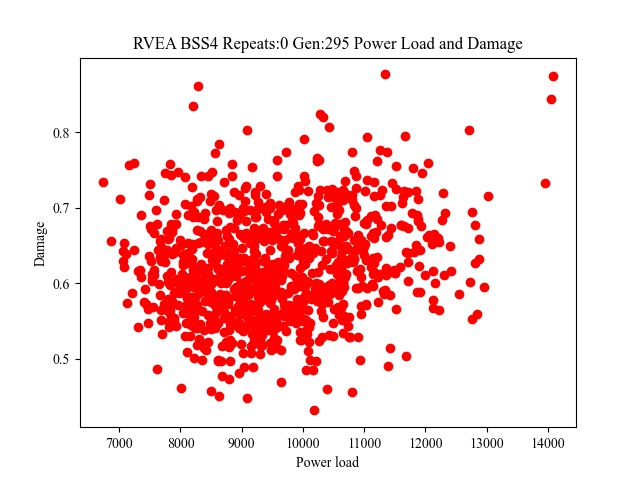 RVEA BSS4 Repeats:0 Gen:295 Power Load and Damage
0.8
0.7
0.6
0.5
Damage
7000 8000 9000 10000 11000 12000 13000 14000
Power load